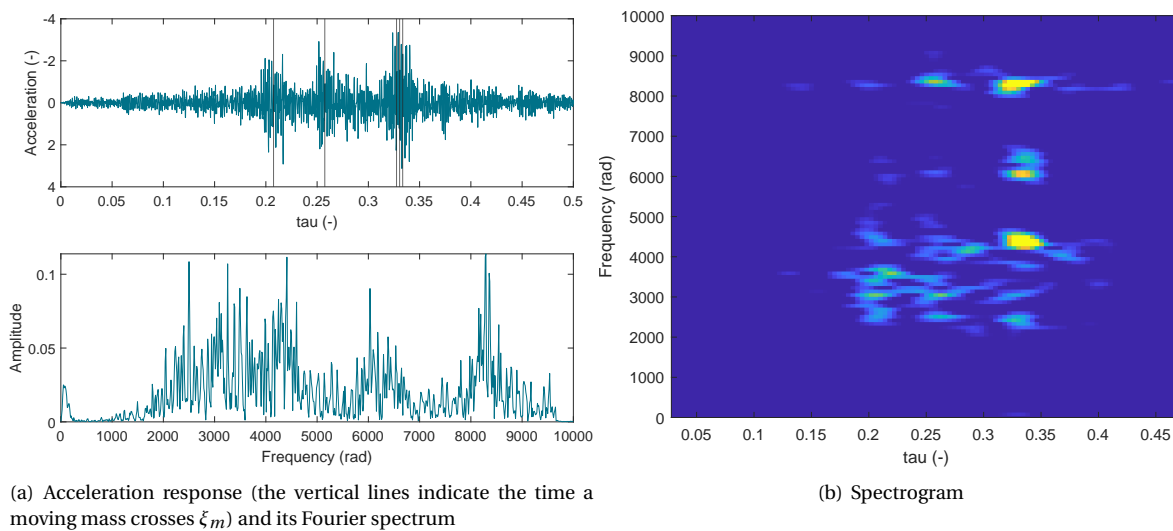 -4
-2
0
2
4
Acceleration (-)
0 0.05 0.1 0.15 0.2 0.25 0.3 0.35 0.4 0.45 0.5
tau (-)
0.1
0.05
0
Amplitude
0 1000 2000 3000 4000 5000 6000 7000 8000 9000 10000
Frequency (rad)
(a) Acceleration response (the vertical lines indicate the time a
moving mass crosses ξm) and its Fourier spectrum
10000
9000
8000
7000
6000
5000
4000
3000
2000
1000
0
Frequency (rad)
0.05 0.1 0.15 0.2 0.25 0.3 0.35 0.4 0.45
tau (-)
(b) Spectrogram